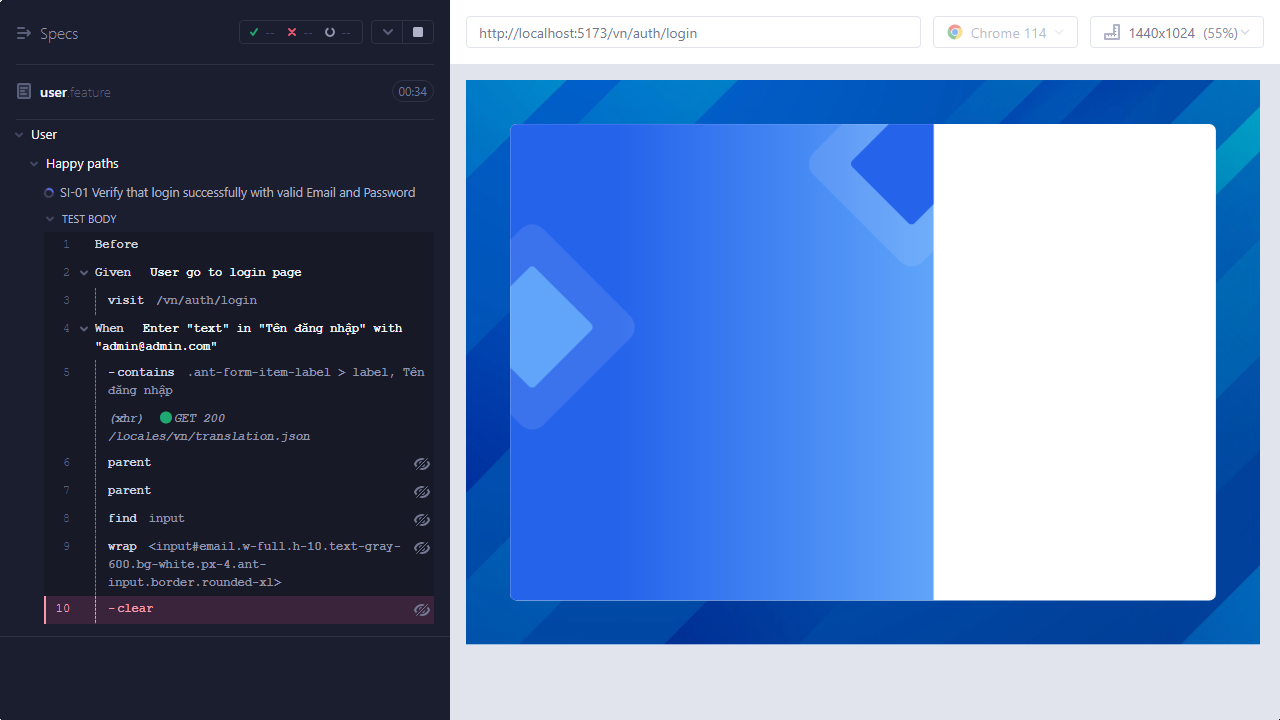 Specs
-- -- --
http://localhost:5173/vn/auth/login
Chrome 114
1440x1024 (55%)
user.feature
00:34
User
Happy paths
SI-01 Verify that login successfully with valid Email and Password
TEST BODY
1 Before
2 Given User go to login page
3 visit /vn/auth/login
4 When Enter "text" in "Tên đăng nhập" with
"admin@admin.com"
5 -contains .ant-form-item-label > label, Tên
đăng nhập
(xhr) GET 200
/locales/vn/translation.json
6 parent
7 parent
8 find input
9 wrap <input#email.w-full.h-10.text-gray-
600.bg-white.px-4.ant-
input.border.rounded-xl>
10 -clear